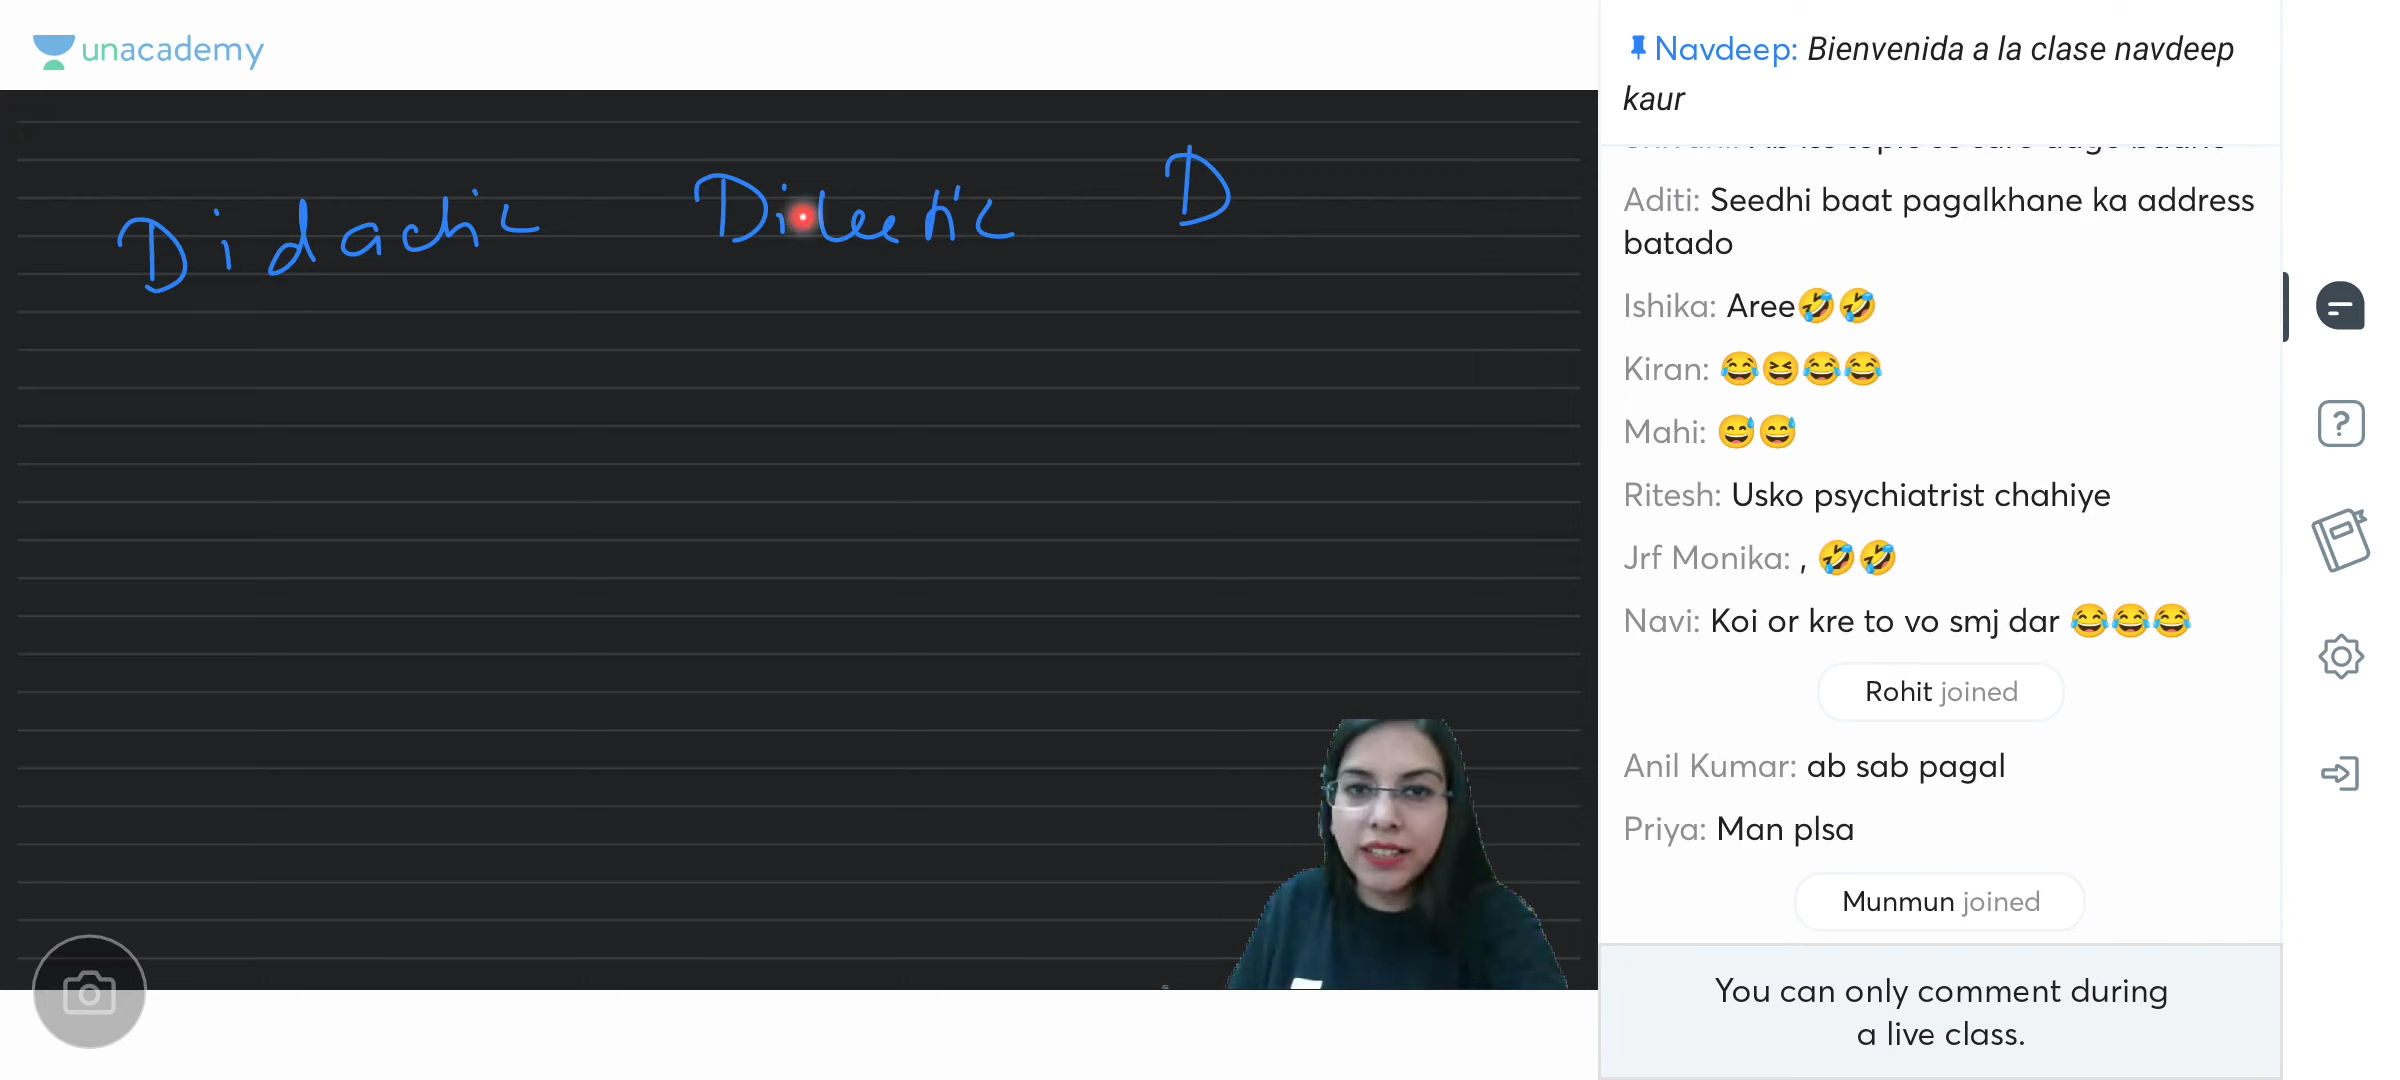 unacademy
Didactic Dilectic D
Navdeep: Bienvenida a la clase navdeep
kaur
Aditi: Seedhi baat pagalkhane ka address
batado
Ishika: Aree🤣🤣
Kiran: 😂😆😂😂
Mahi: 😅😅
Ritesh: Usko psychiatrist chahiye
Jrf Monika: , 🤣🤣
Navi: Koi or kre to vo smj dar 😂😂😂
Rohit joined
Anil Kumar: ab sab pagal
Priya: Man plsa
Munmun joined
You can only comment during
a live class.